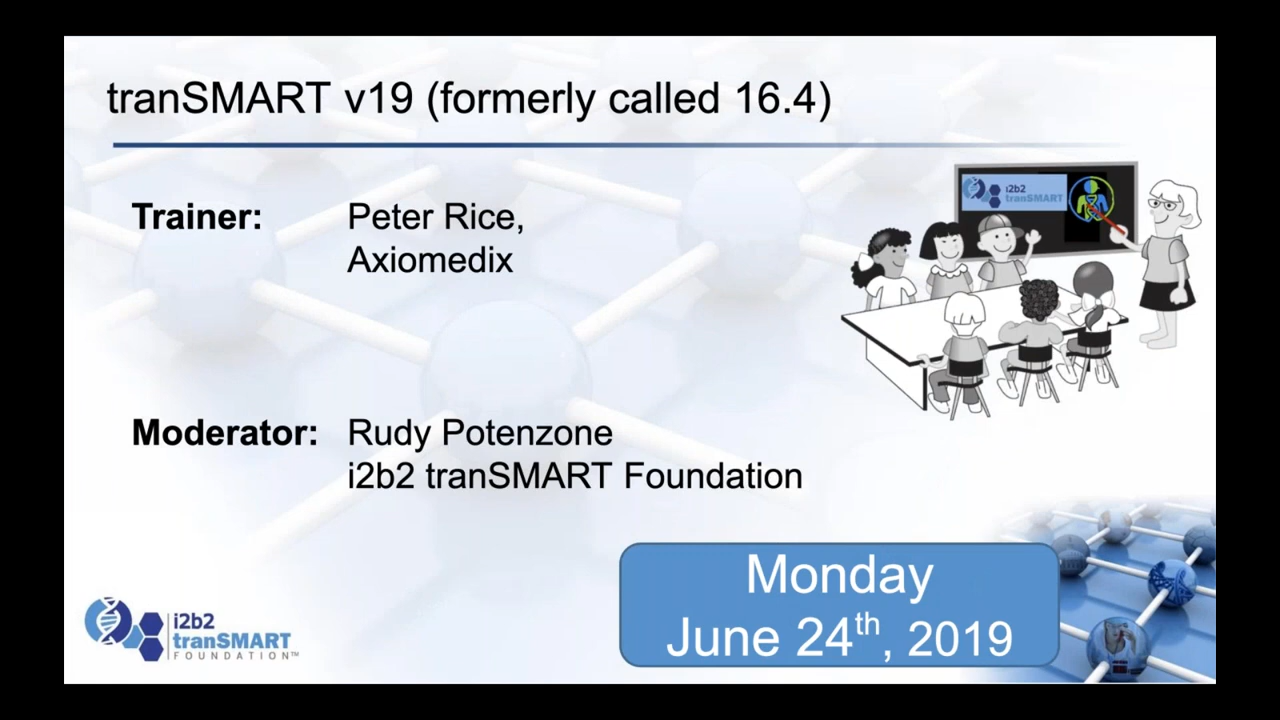 tranSMART v19 (formerly called 16.4)
i2b2
tranSMART
Trainer: Peter Rice,
Axiomedix
Moderator: Rudy Potenzone
i2b2 tranSMART Foundation
Monday
June 24th, 2019
i2b2
tranSMART
FOUNDATION™